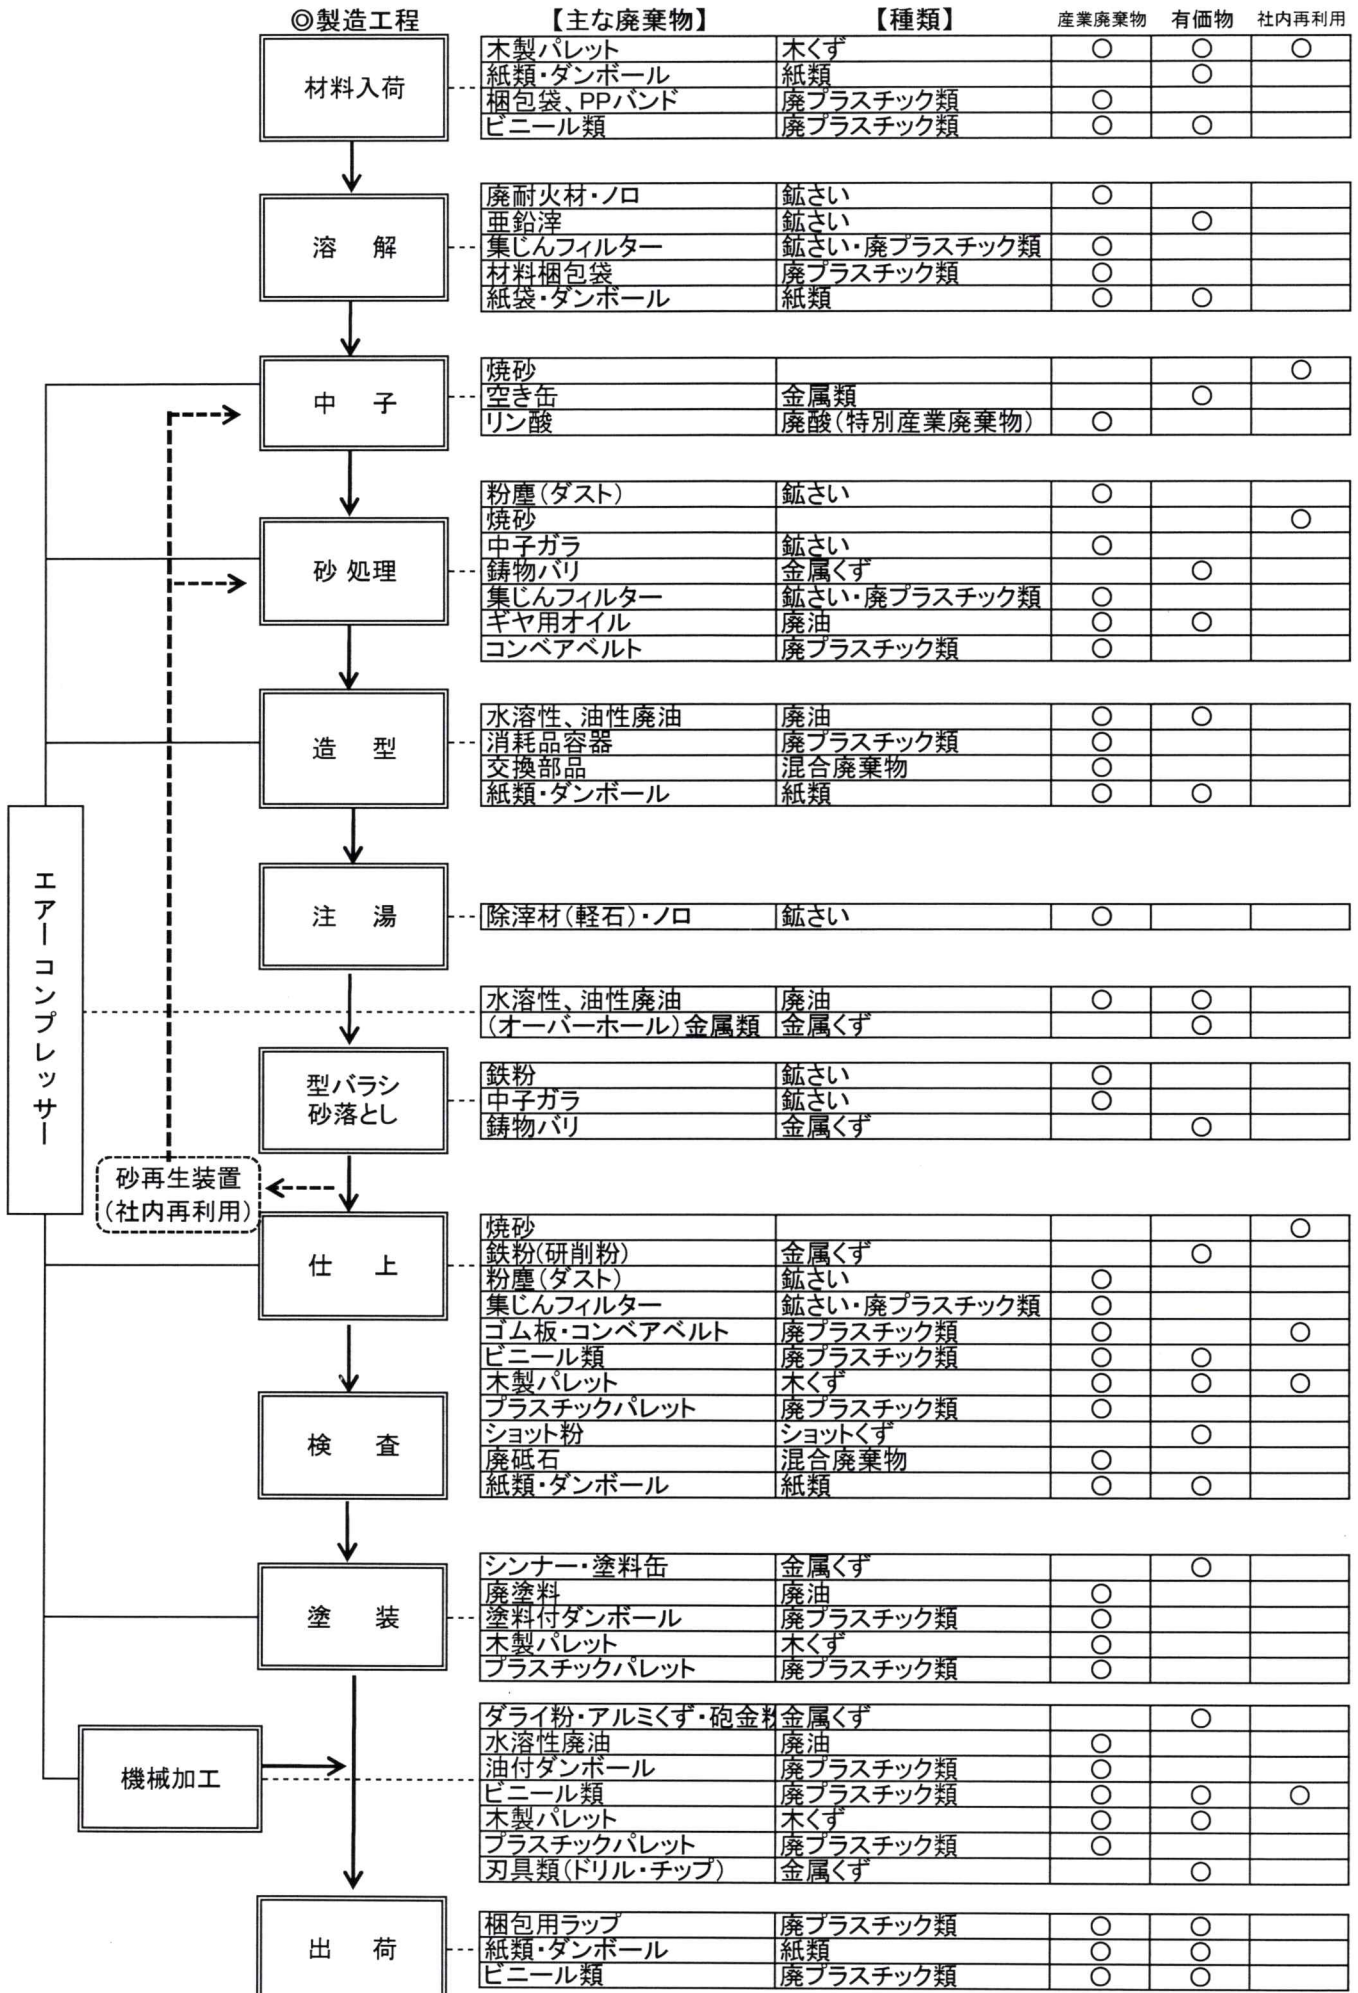 ◎製造工程 【主な廃棄物】 【種類】 産業廃棄物 有価物 社内再利用
材料入荷
木製パレット 木くず ○ ○ ○
紙類・ダンボール 紙類 ○
梱包袋、PPバンド 廃プラスチック類 ○
ビニール類 廃プラスチック類 ○ ○
溶 解
廃耐火材・ノロ 鉱さい ○
亜鉛滓 鉱さい ○
集じんフィルター 鉱さい・廃プラスチック類 ○
材料梱包袋 廃プラスチック類 ○
紙袋・ダンボール 紙類 ○ ○
中 子
焼砂 ○
空き缶 金属類 ○
リン酸 廃酸(特別産業廃棄物) ○
砂 処理
粉塵(ダスト) 鉱さい ○
焼砂 ○
中子ガラ 鉱さい ○
鋳物バリ 金属くず ○
集じんフィルター 鉱さい・廃プラスチック類 ○
ギヤ用オイル 廃油 ○ ○
コンベアベルト 廃プラスチック類 ○
造 型
水溶性、油性廃油 廃油 ○ ○
消耗品容器 廃プラスチック類 ○
交換部品 混合廃棄物 ○
紙類・ダンボール 紙類 ○ ○
注 湯
除滓材(軽石)・ノロ 鉱さい ○
エアーコンプレッサー
水溶性、油性廃油 廃油 ○ ○
(オーバーホール)金属類 金属くず ○
型バラシ
砂落とし
鉄粉 鉱さい ○
中子ガラ 鉱さい ○
鋳物バリ 金属くず ○
砂再生装置
(社内再利用)
仕 上
焼砂 ○
鉄粉(研削粉) 金属くず ○
粉塵(ダスト) 鉱さい ○
集じんフィルター 鉱さい・廃プラスチック類 ○
ゴム板・コンベアベルト 廃プラスチック類 ○ ○
ビニール類 廃プラスチック類 ○ ○
木製パレット 木くず ○ ○ ○
プラスチックパレット 廃プラスチック類 ○
ショット粉 ショットくず ○
廃砥石 混合廃棄物 ○
紙類・ダンボール 紙類 ○ ○
検 査
塗 装
シンナー・塗料缶 金属くず ○
廃塗料 廃油 ○
塗料付ダンボール 廃プラスチック類 ○
木製パレット 木くず ○
プラスチックパレット 廃プラスチック類 ○
機械加工
ダライ粉・アルミくず・砲金粉 金属くず ○
水溶性廃油 廃油 ○
油付ダンボール 廃プラスチック類 ○
ビニール類 廃プラスチック類 ○ ○ ○
木製パレット 木くず ○ ○
プラスチックパレット 廃プラスチック類 ○
刃具類(ドリル・チップ) 金属くず ○
出 荷
梱包用ラップ 廃プラスチック類 ○ ○
紙類・ダンボール 紙類 ○ ○
ビニール類 廃プラスチック類 ○ ○